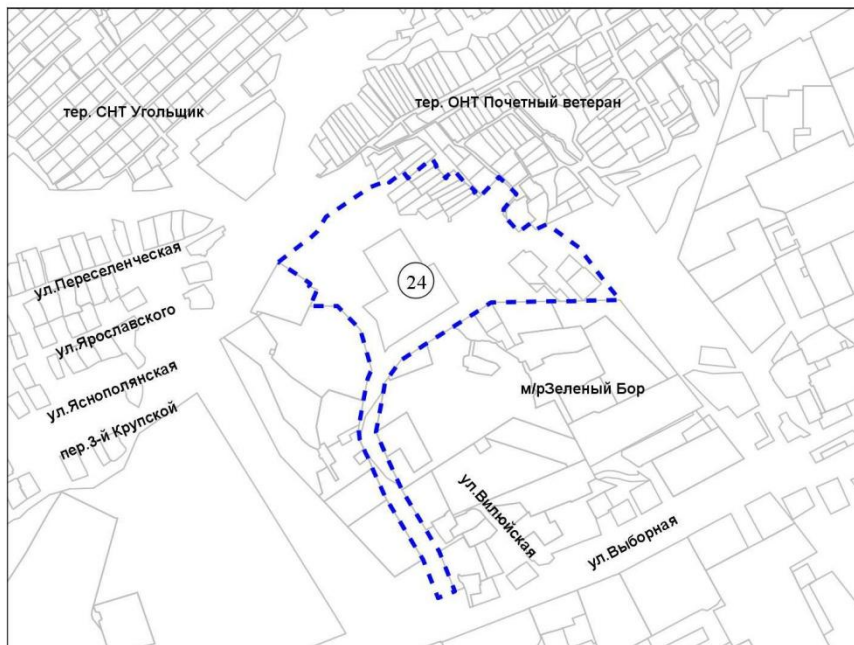 тер. СНТ Угольщик
тер. ОНТ Почетный ветеран
ул.Переселенческая
24
ул.Ярославского
ул.Яснополянская
м/рЗеленый Бор
пер.3-й Крупской
ул.Вилюйская
ул.Выборная